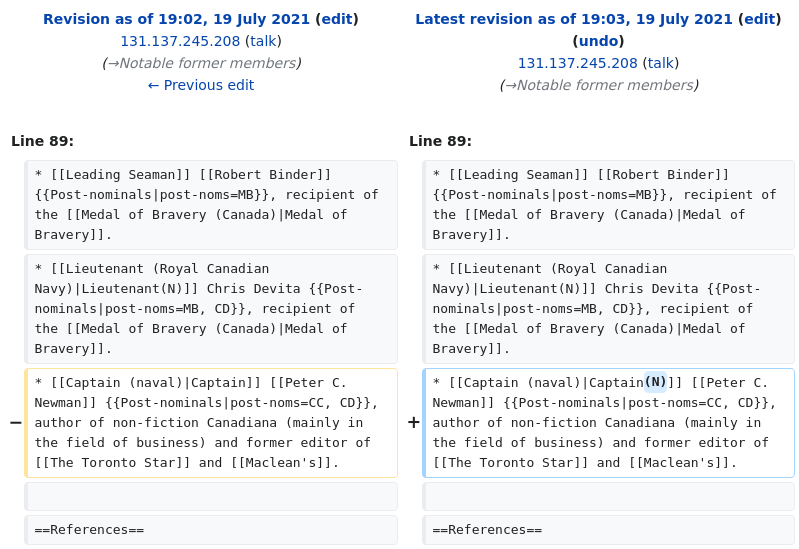 Revision as of 19:02, 19 July 2021 (edit)
131.137.245.208 (talk)
(→Notable former members)
← Previous edit
Latest revision as of 19:03, 19 July 2021 (edit)
(undo)
131.137.245.208 (talk)
(→Notable former members)
Line 89:
* [[Leading Seaman]] [[Robert Binder]]
{{Post-nominals|post-noms=MB}}, recipient of
the [[Medal of Bravery (Canada)|Medal of
Bravery]].
* [[Lieutenant (Royal Canadian
Navy)|Lieutenant(N)]] Chris Devita {{Post-
nominals|post-noms=MB, CD}}, recipient of
the [[Medal of Bravery (Canada)|Medal of
Bravery]].
− * [[Captain (naval)|Captain]] [[Peter C.
Newman]] {{Post-nominals|post-noms=CC, CD}},
author of non-fiction Canadiana (mainly in
the field of business) and former editor of
[[The Toronto Star]] and [[Maclean's]].
==References==
Line 89:
* [[Leading Seaman]] [[Robert Binder]]
{{Post-nominals|post-noms=MB}}, recipient of
the [[Medal of Bravery (Canada)|Medal of
Bravery]].
* [[Lieutenant (Royal Canadian
Navy)|Lieutenant(N)]] Chris Devita {{Post-
nominals|post-noms=MB, CD}}, recipient of
the [[Medal of Bravery (Canada)|Medal of
Bravery]].
+ * [[Captain (naval)|Captain(N)]] [[Peter C.
Newman]] {{Post-nominals|post-noms=CC, CD}},
author of non-fiction Canadiana (mainly in
the field of business) and former editor of
[[The Toronto Star]] and [[Maclean's]].
==References==